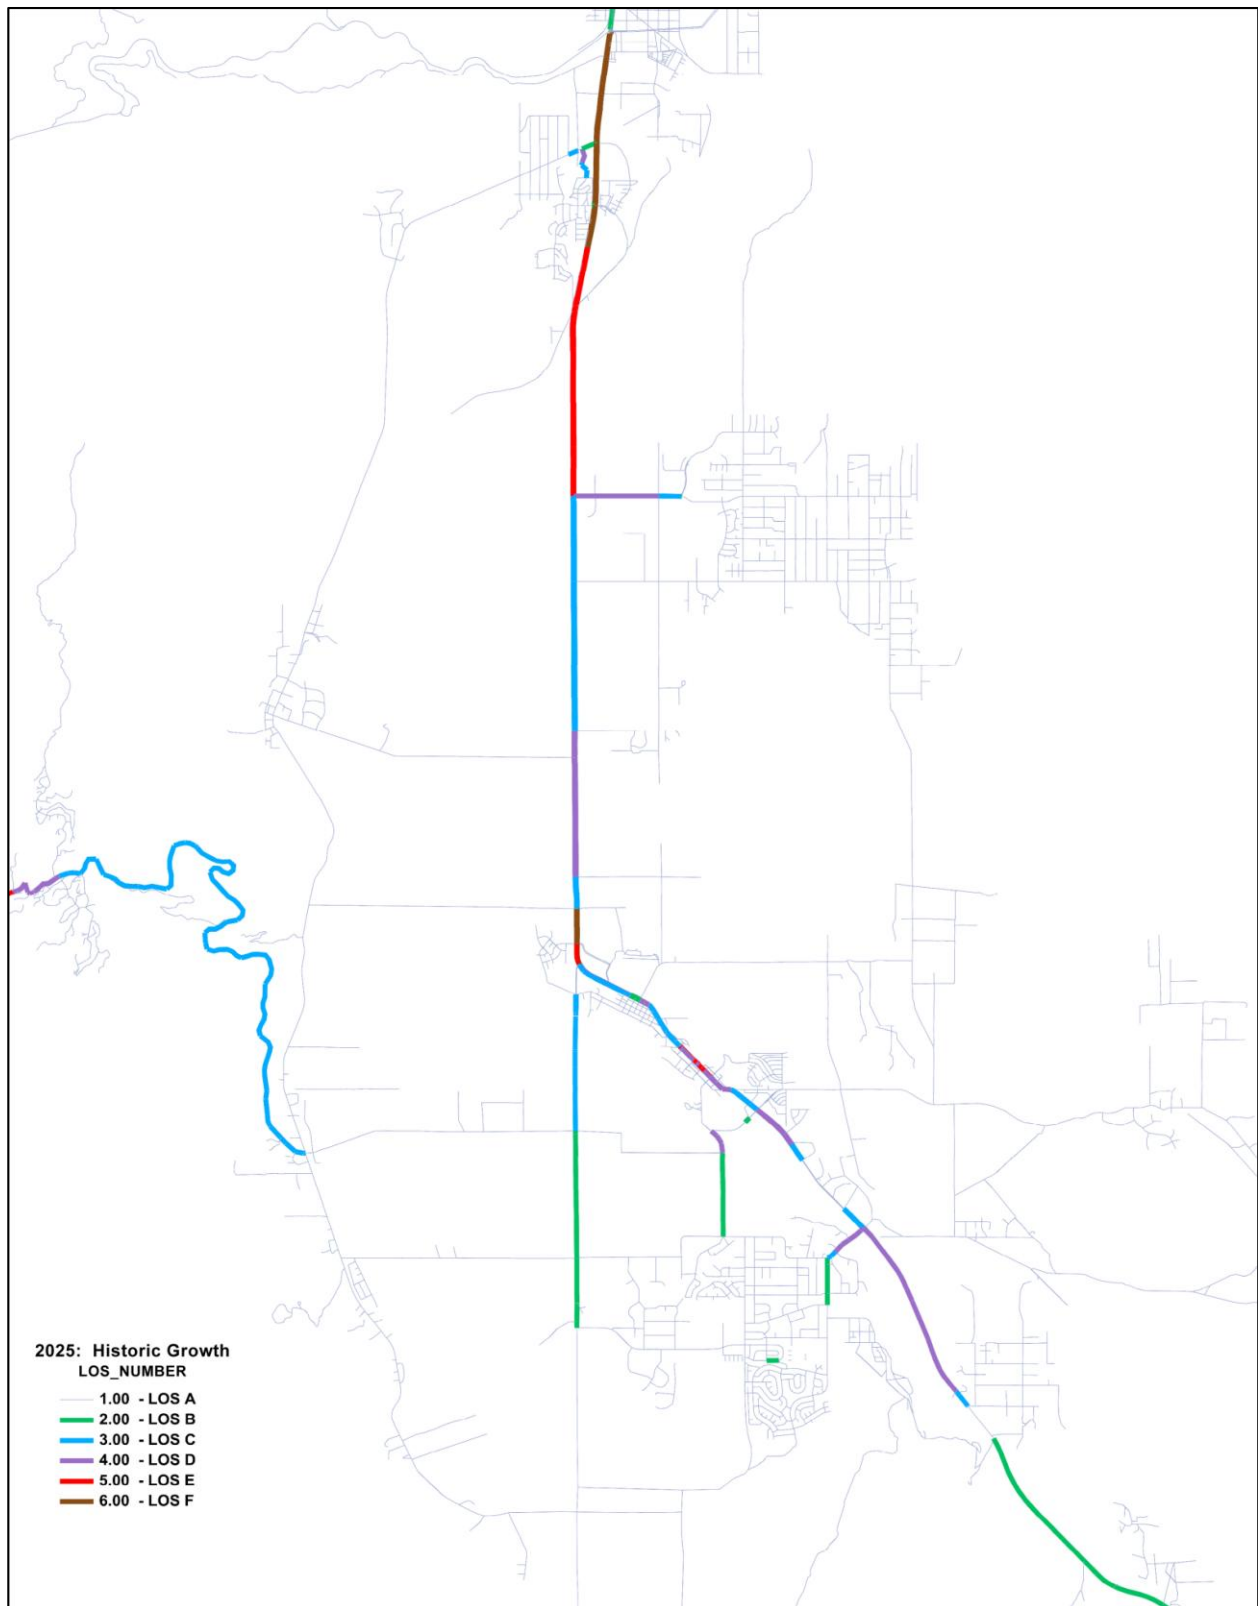 2025: Historic Growth
LOS_NUMBER
1.00 - LOS A
2.00 - LOS B
3.00 - LOS C
4.00 - LOS D
5.00 - LOS E
6.00 - LOS F